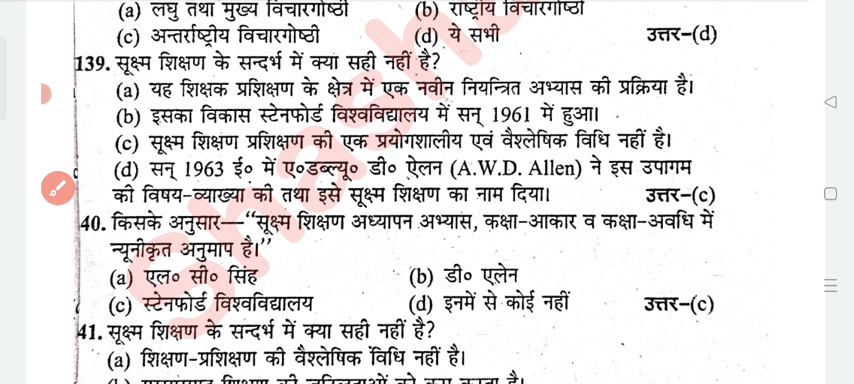 (a) लघु तथा मुख्य विचारगोष्ठी (b) राष्ट्रीय विचारगोष्ठी
(c) अन्तर्राष्ट्रीय विचारगोष्ठी (d) ये सभी उत्तर–(d)
139. सूक्ष्म शिक्षण के सन्दर्भ में क्या सही नहीं है?
(a) यह शिक्षक प्रशिक्षण के क्षेत्र में एक नवीन नियन्त्रित अभ्यास की प्रक्रिया है।
(b) इसका विकास स्टेनफोर्ड विश्वविद्यालय में सन् 1961 में हुआ।
(c) सूक्ष्म शिक्षण प्रशिक्षण की एक प्रयोगशालीय एवं वैश्लेषिक विधि नहीं है।
(d) सन् 1963 ई० में ए०डब्ल्यू० डी० ऐलन (A.W.D. Allen) ने इस उपागम
की विषय-व्याख्या की तथा इसे सूक्ष्म शिक्षण का नाम दिया। उत्तर–(c)
40. किसके अनुसार—“सूक्ष्म शिक्षण अध्यापन अभ्यास, कक्षा-आकार व कक्षा-अवधि में
न्यूनीकृत अनुमाप है।”
(a) एल० सी० सिंह (b) डी० एलेन
(c) स्टेनफोर्ड विश्वविद्यालय (d) इनमें से कोई नहीं उत्तर–(c)
41. सूक्ष्म शिक्षण के सन्दर्भ में क्या सही नहीं है?
(a) शिक्षण-प्रशिक्षण की वैश्लेषिक विधि नहीं है।